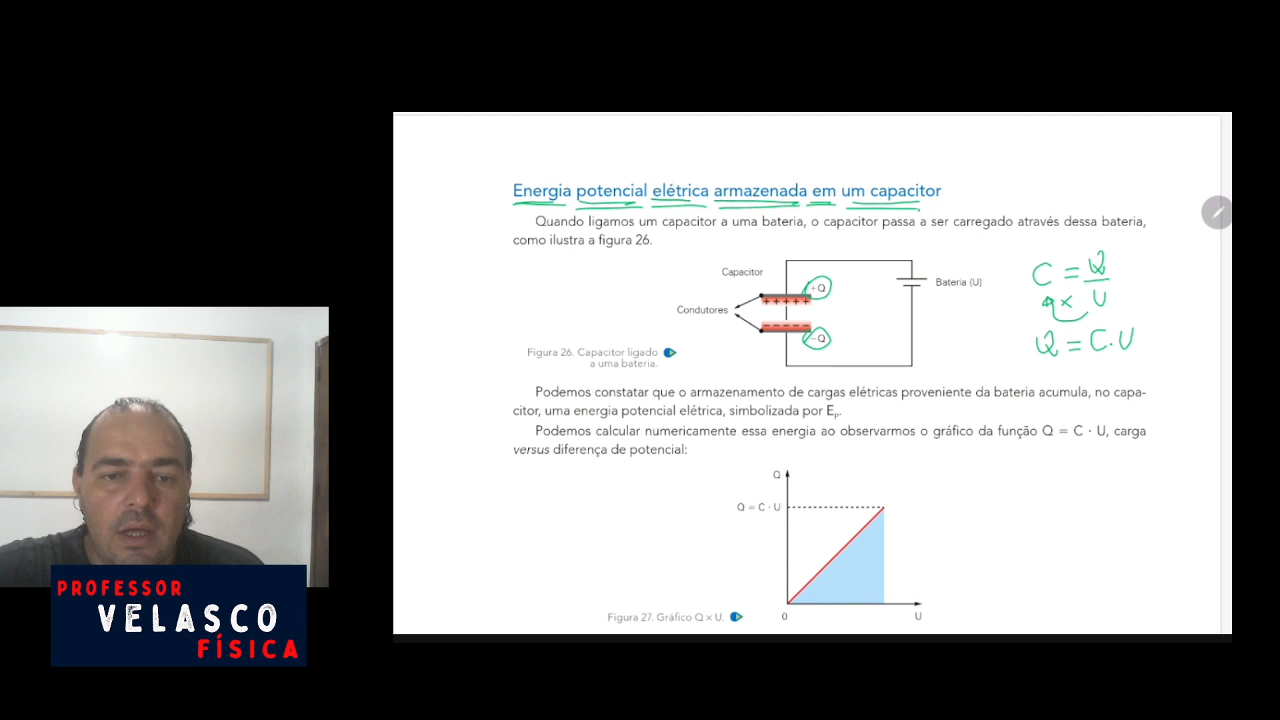 Energia potencial elétrica armazenada em um capacitor
Quando ligamos um capacitor a uma bateria, o capacitor passa a ser carregado através dessa bateria,
como ilustra a figura 26.
Capacitor
+Q
Bateria (U)
Condutores
+ + + + +
– – – – –
–Q
Figura 26. Capacitor ligado
a uma bateria.
C = Q
U
Q = C . U
Podemos constatar que o armazenamento de cargas elétricas proveniente da bateria acumula, no capa-
citor, uma energia potencial elétrica, simbolizada por Eₚ.
Podemos calcular numericamente essa energia ao observarmos o gráfico da função Q = C · U, carga
versus diferença de potencial:
Q
Q = C · U
0
U
Figura 27. Gráfico Q x U.
PROFESSOR
VELASCO
FÍSICA